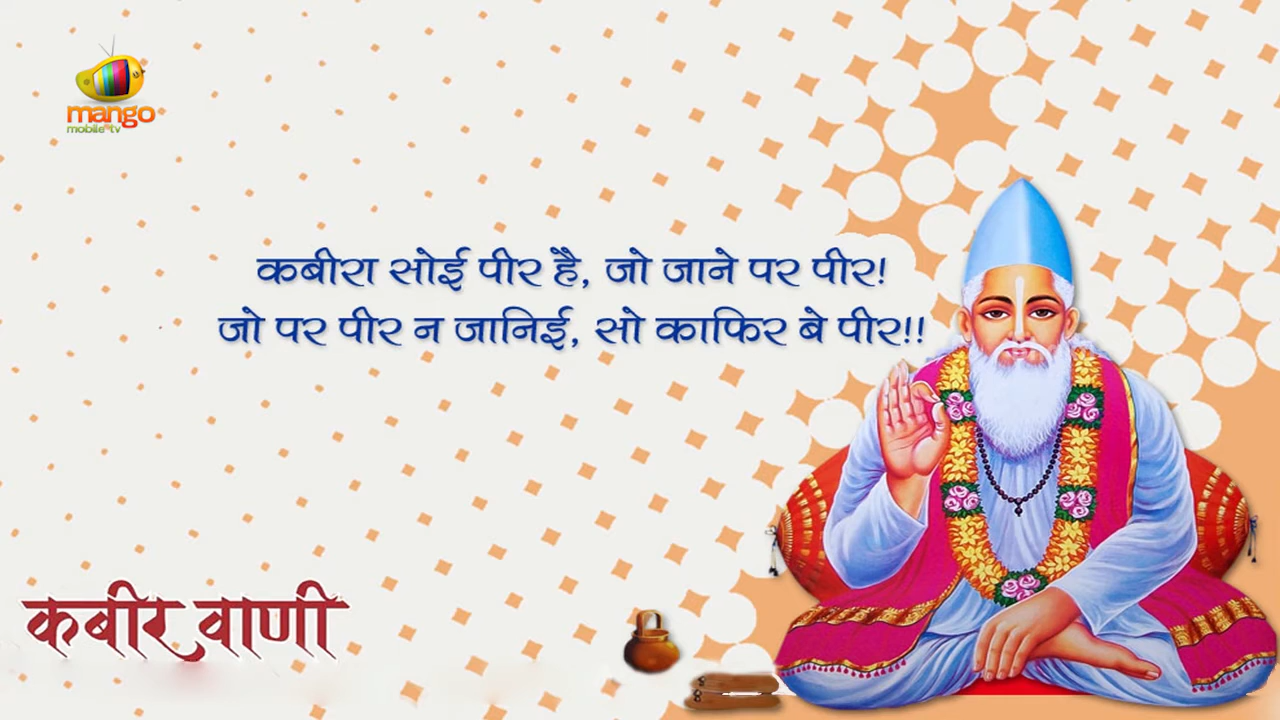 mango
mobile tv
कबीरा सोई पीर है, जो जाने पर पीर!
जो पर पीर न जानिई, सो काफिर बे पीर!!
कबीर वाणी